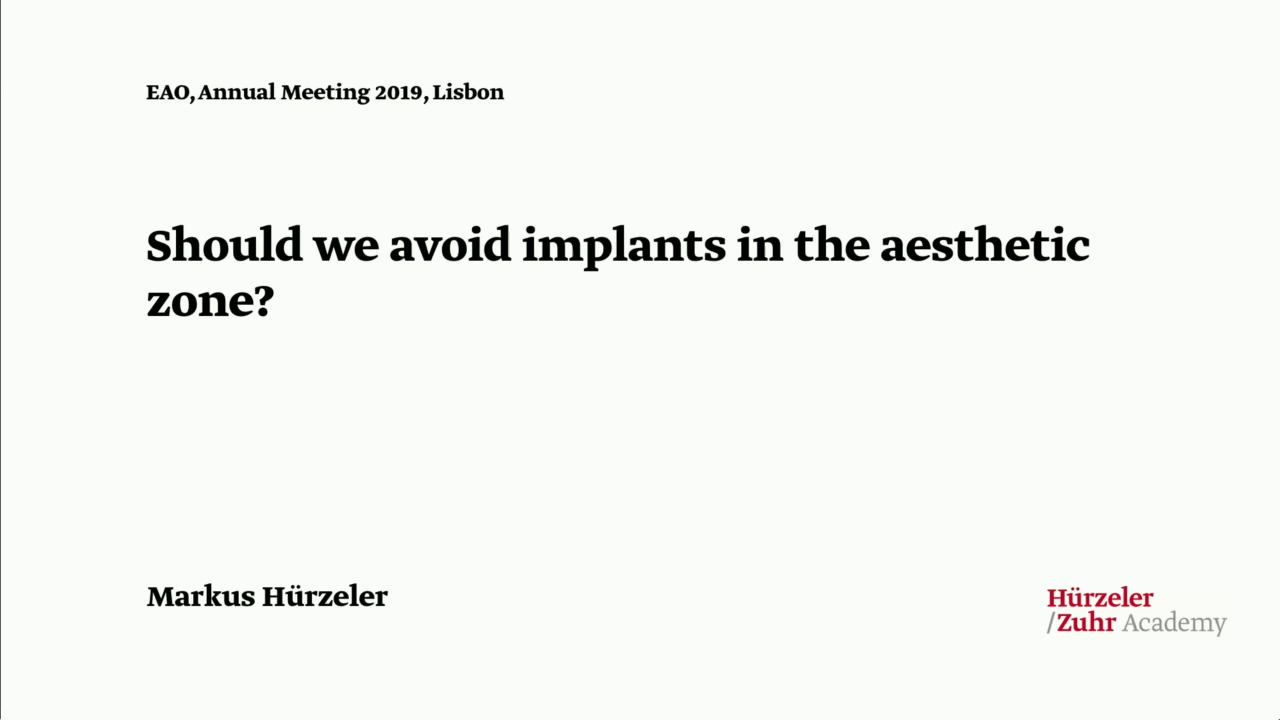 EAO, Annual Meeting 2019, Lisbon
Should we avoid implants in the aesthetic
zone?
Markus Hürzeler
Hürzeler
/Zuhr Academy